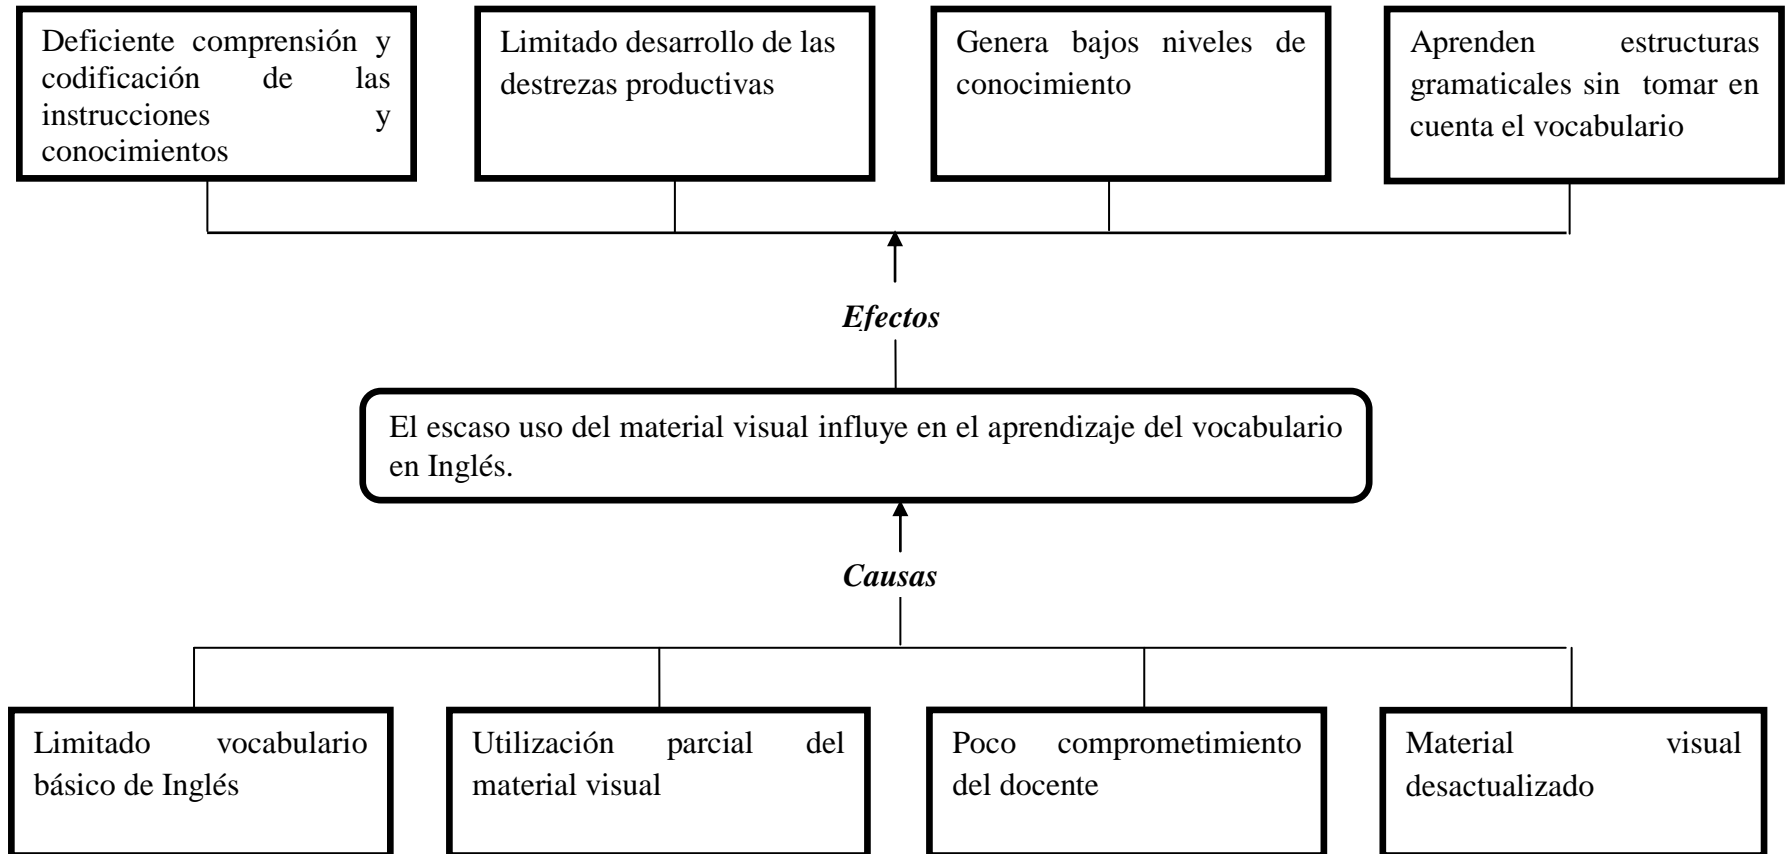 Deficiente comprensión y
codificación de las
instrucciones y
conocimientos
Limitado desarrollo de las
destrezas productivas
Genera bajos niveles de
conocimiento
Aprenden estructuras
gramaticales sin tomar en
cuenta el vocabulario
Efectos
El escaso uso del material visual influye en el aprendizaje del vocabulario
en Inglés.
Causas
Limitado vocabulario
básico de Inglés
Utilización parcial del
material visual
Poco comprometimiento
del docente
Material visual
desactualizado